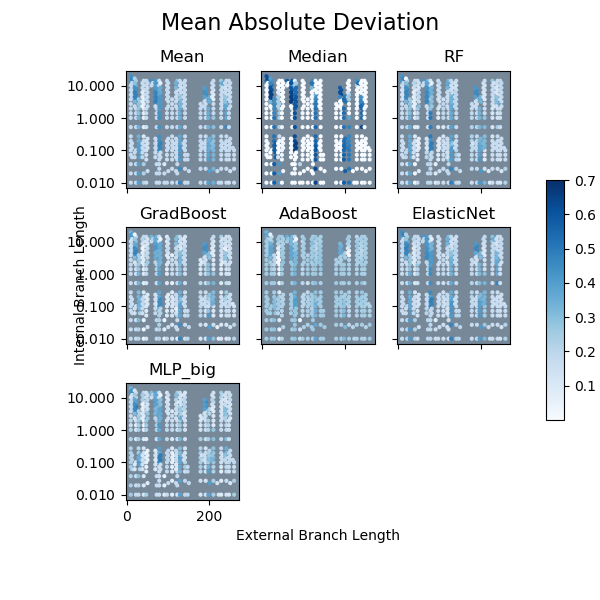 Mean Absolute Deviation
Mean
Median
RF
10.000
1.000
0.100
0.010
GradBoost
AdaBoost
ElasticNet
10.000
1.000
0.100
0.010
Internal Branch Length
MLP_big
10.000
1.000
0.100
0.010
0
200
External Branch Length
0.7
0.6
0.5
0.4
0.3
0.2
0.1